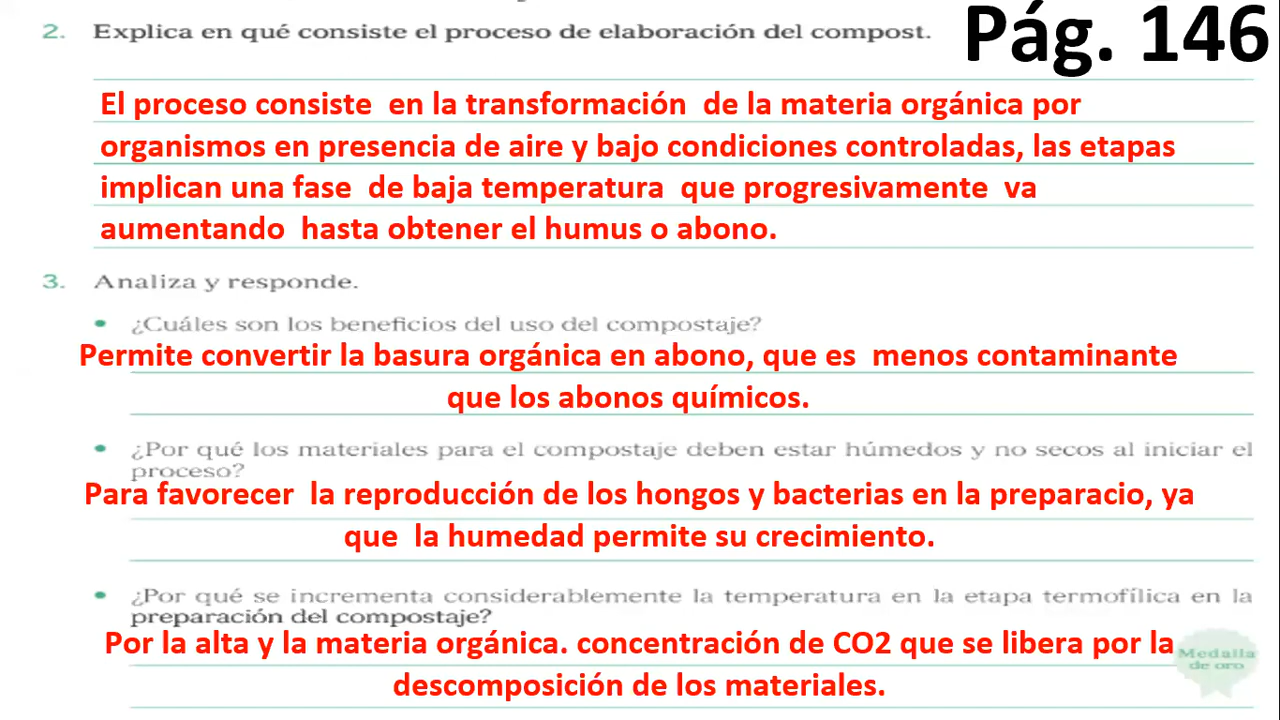 Pág. 146
2. Explica en qué consiste el proceso de elaboración del compost.
El proceso consiste en la transformación de la materia orgánica por
organismos en presencia de aire y bajo condiciones controladas, las etapas
implican una fase de baja temperatura que progresivamente va
aumentando hasta obtener el humus o abono.
3. Analiza y responde.
• ¿Cuáles son los beneficios del uso del compostaje?
Permite convertir la basura orgánica en abono, que es menos contaminante
que los abonos químicos.
• ¿Por qué los materiales para el compostaje deben estar húmedos y no secos al iniciar el
proceso?
Para favorecer la reproducción de los hongos y bacterias en la preparacio, ya
que la humedad permite su crecimiento.
• ¿Por qué se incrementa considerablemente la temperatura en la etapa termofílica en la
preparación del compostaje?
Por la alta y la materia orgánica. concentración de CO2 que se libera por la
descomposición de los materiales.
Medalla
de oro